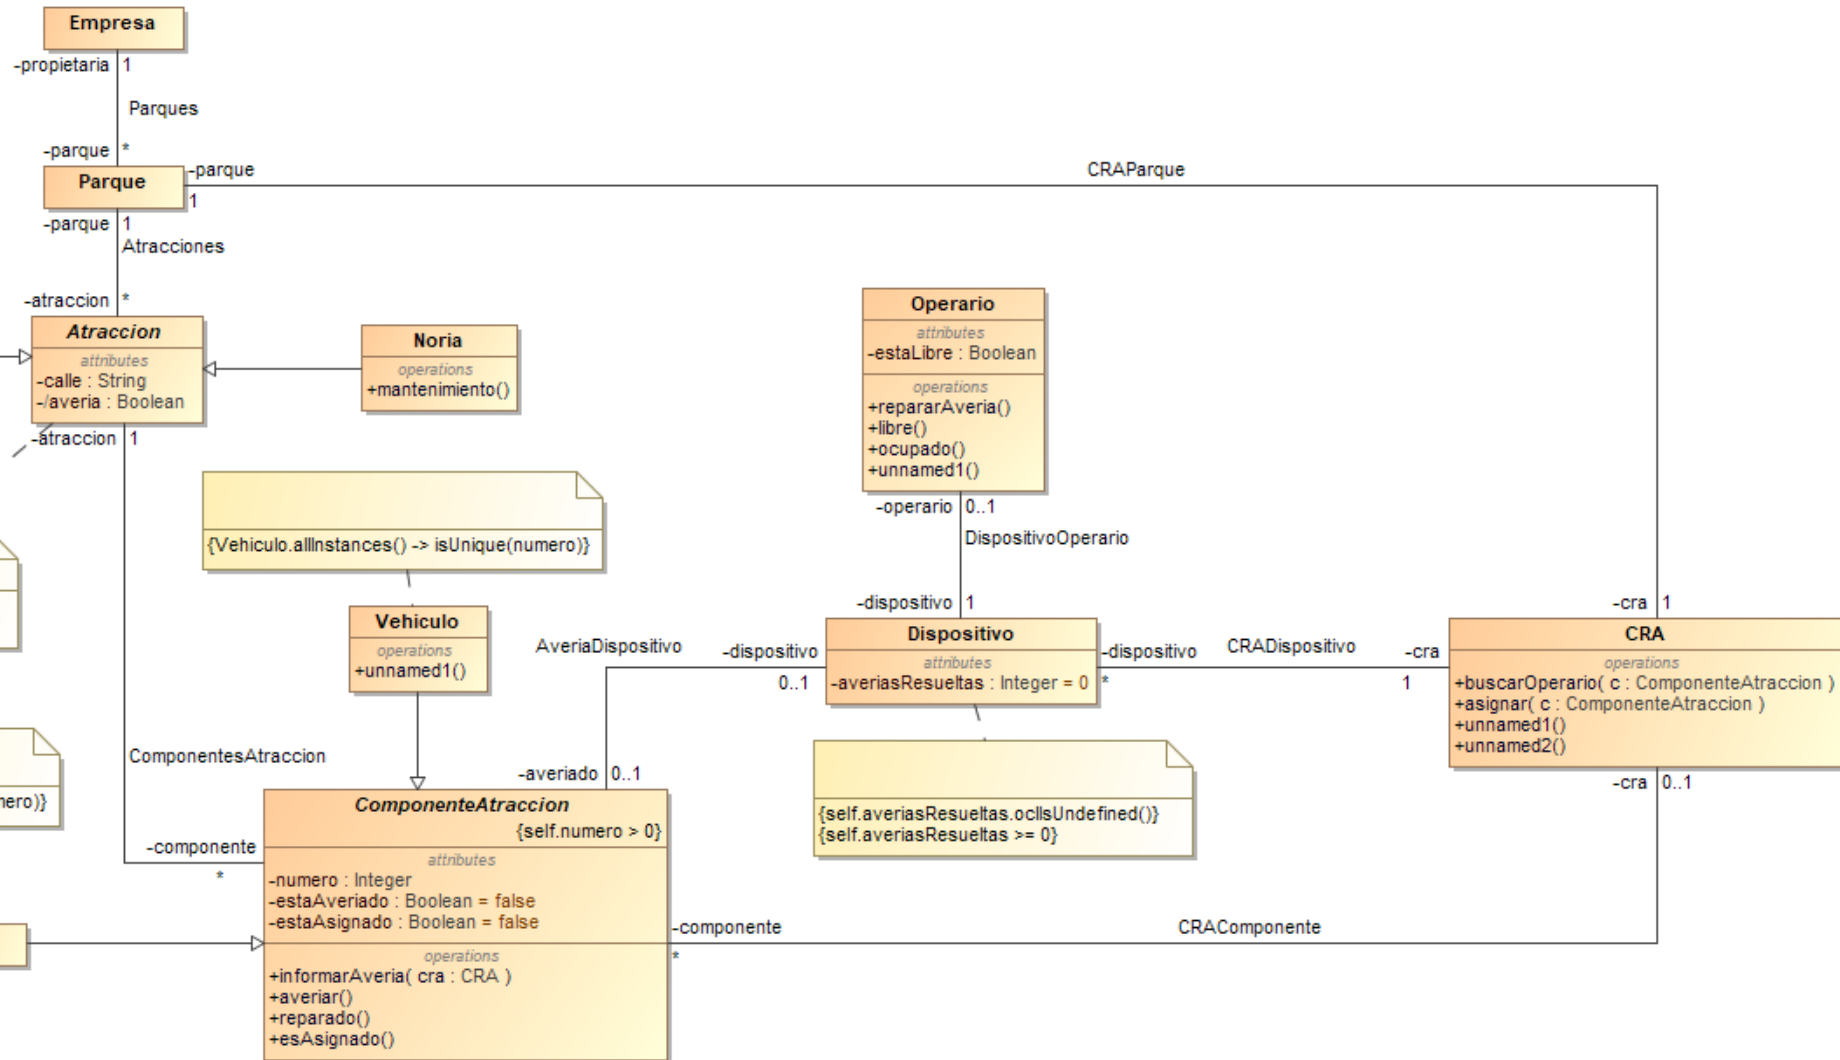 Empresa
-propietaria 1
Parques
-parque *
Parque
-parque
1
CRAParque
-parque 1
Atracciones
-atraccion *
Atraccion
attributes
-calle : String
-/averia : Boolean
-atraccion 1
Noria
operations
+mantenimiento()
Operario
attributes
-estaLibre : Boolean
operations
+repararAveria()
+libre()
+ocupado()
+unnamed1()
-operario 0..1
DispositivoOperario
-dispositivo 1
{Vehiculo.allInstances() -> isUnique(numero)}
Vehiculo
operations
+unnamed1()
AveriaDispositivo
-dispositivo
0..1
Dispositivo
attributes
-averiasResueltas : Integer = 0
-dispositivo
*
CRADispositivo
-cra
1
-cra 1
CRA
operations
+buscarOperario( c : ComponenteAtraccion )
+asignar( c : ComponenteAtraccion )
+unnamed1()
+unnamed2()
-cra 0..1
{self.averiasResueltas.oclIsUndefined()}
{self.averiasResueltas >= 0}
ComponentesAtraccion
-averiado 0..1
nero)}
-componente
*
ComponenteAtraccion
{self.numero > 0}
attributes
-numero : Integer
-estaAveriado : Boolean = false
-estaAsignado : Boolean = false
operations
+informarAveria( cra : CRA )
+averiar()
+reparado()
+esAsignado()
-componente
*
CRAComponente